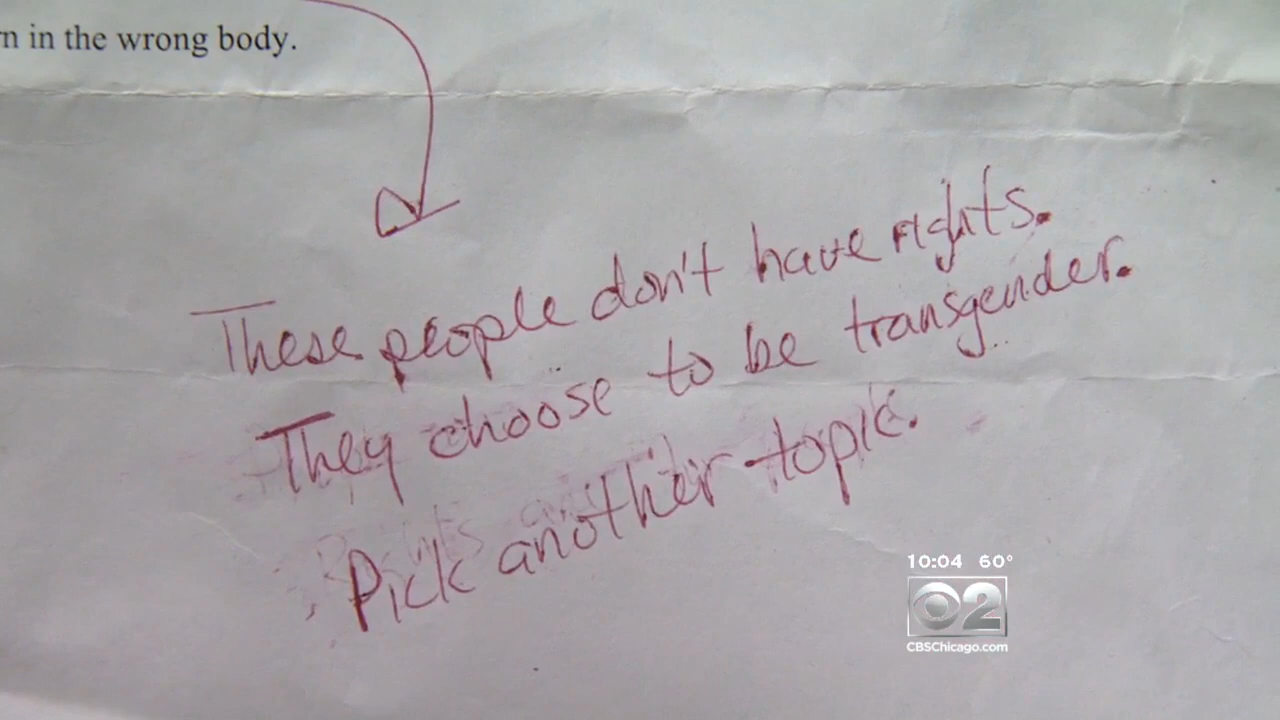 n in the wrong body.
These people don't have rights.
They choose to be transgender.
Pick another topic.
10:04 60°
2
CBSChicago.com